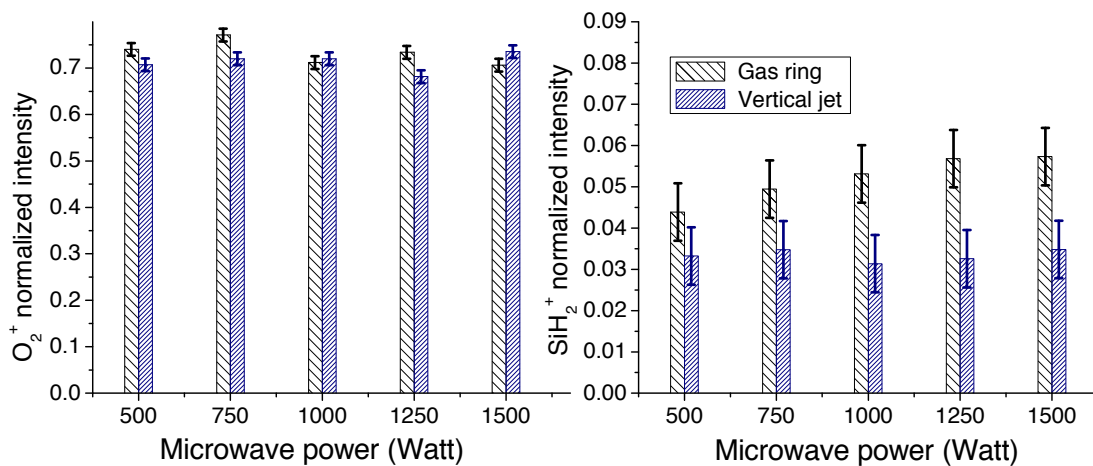 0.7
0.6
0.5
0.4
0.3
0.2
0.1
0.0
O₂⁺ normalized intensity
500 750 1000 1250 1500
Microwave power (Watt)
0.09
0.08
0.07
0.06
0.05
0.04
0.03
0.02
0.01
0.00
SiH₂⁺ normalized intensity
Gas ring
Vertical jet
500 750 1000 1250 1500
Microwave power (Watt)